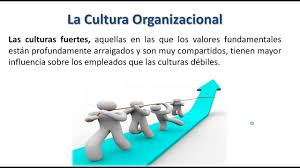 La Cultura Organizacional
Las culturas fuertes, aquellas en las que los valores fundamentales
están profundamente arraigados y son muy compartidos, tienen mayor
influencia sobre los empleados que las culturas débiles.